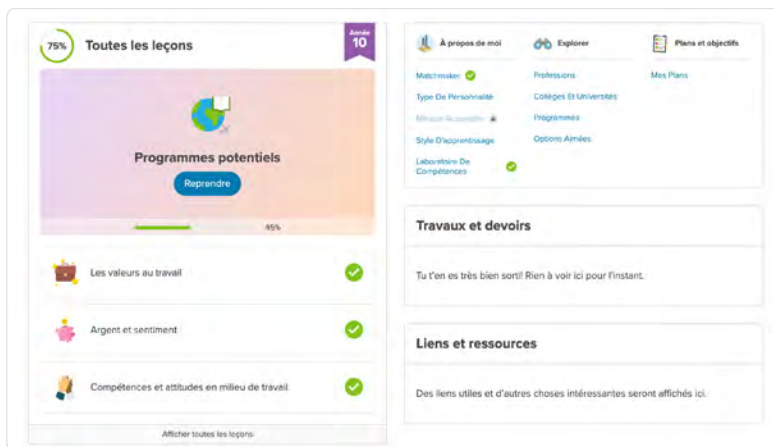 75%
Toutes les leçons
Année
10
Programmes potentiels
Reprendre
45%
Les valeurs au travail
Argent et sentiment
Compétences et attitudes en milieu de travail
Afficher toutes les leçons
À propos de moi
Matchmaker
Type De Personnalité
Style D'apprentissage
Laboratoire De
Compétences
Explorer
Professions
Collèges Et Universités
Programmes
Options Aimées
Plans et objectifs
Mes Plans
Travaux et devoirs
Tu t'en es très bien sorti! Rien à voir ici pour l'instant.
Liens et ressources
Des liens utiles et d'autres choses intéressantes seront affichés ici.